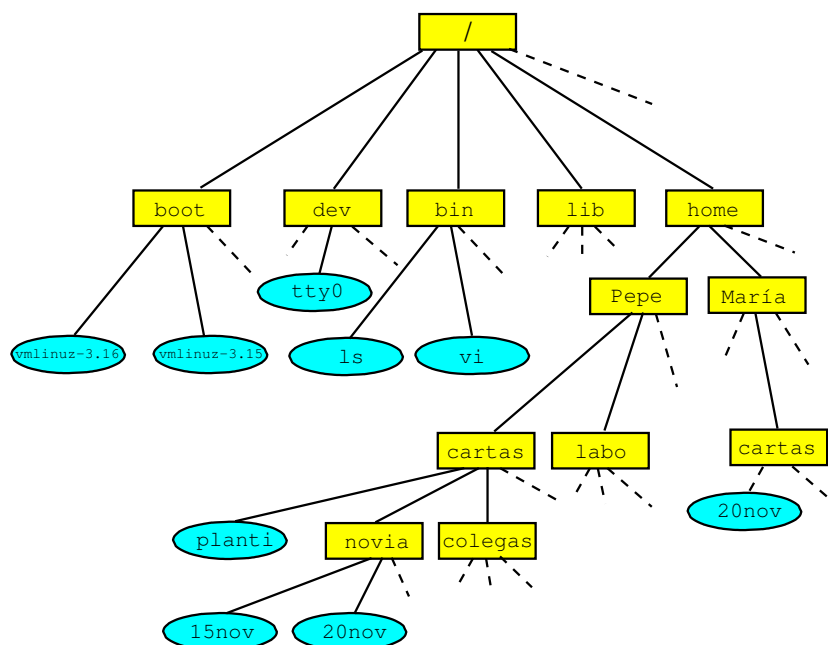 /
boot dev bin lib home
tty0 Pepe María
vmlinuz-3.16 vmlinuz-3.15 ls vi
cartas labo cartas
planti novia colegas 20nov
15nov 20nov